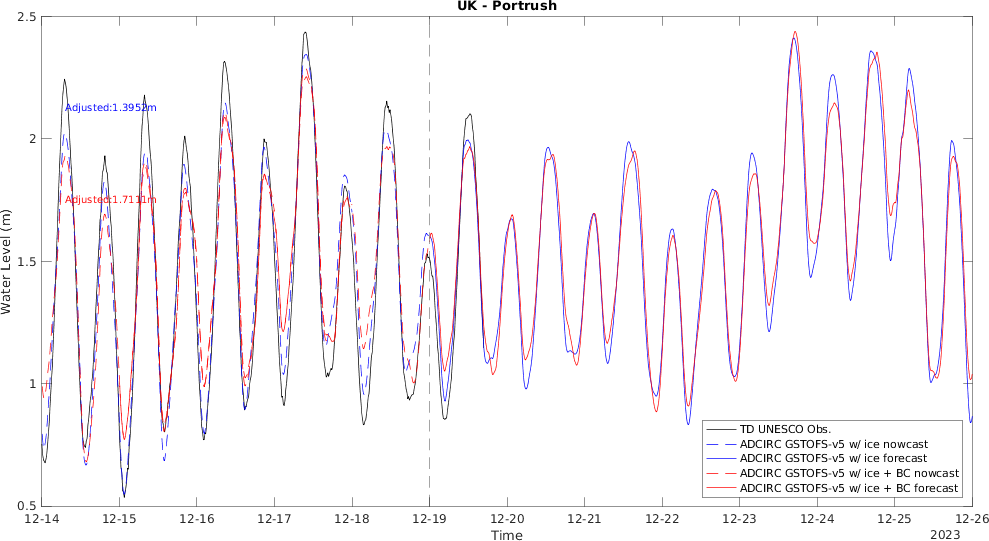 UK - Portrush
2.5
2
1.5
1
0.5
Water Level (m)
Adjusted:1.3952m
Adjusted:1.7111m
TD UNESCO Obs.
ADCIRC GSTOFS-v5 w/ ice nowcast
ADCIRC GSTOFS-v5 w/ ice forecast
ADCIRC GSTOFS-v5 w/ ice + BC nowcast
ADCIRC GSTOFS-v5 w/ ice + BC forecast
12-14 12-15 12-16 12-17 12-18 12-19 12-20 12-21 12-22 12-23 12-24 12-25 12-26
Time
2023